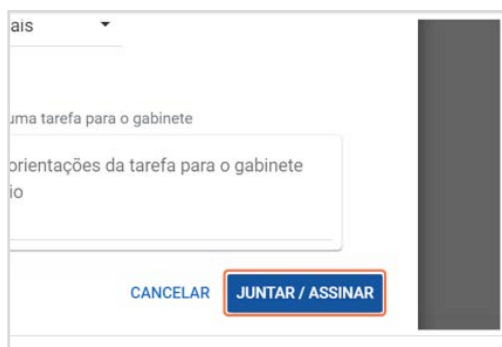 ais
uma tarefa para o gabinete
orientações da tarefa para o gabinete
io
CANCELAR JUNTAR / ASSINAR